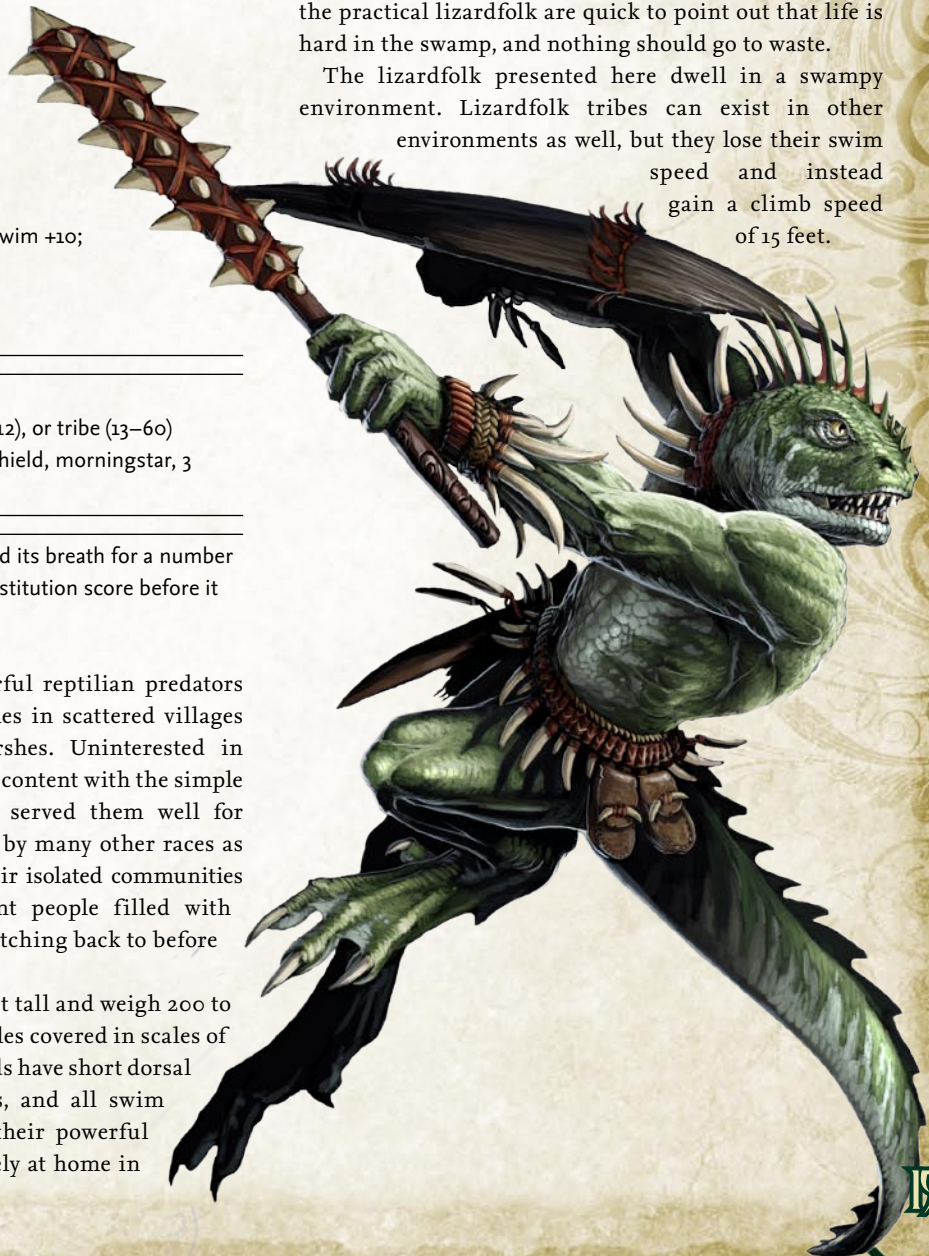 wim +10;
12), or tribe (13–60)
hield, morningstar, 3
d its breath for a number
stitution score before it
rful reptilian predators
es in scattered villages
rshes. Uninterested in
content with the simple
served them well for
by many other races as
ir isolated communities
nt people filled with
tching back to before
t tall and weigh 200 to
les covered in scales of
ls have short dorsal
s, and all swim
their powerful
ly at home in
the practical lizardfolk are quick to point out that life is
hard in the swamp, and nothing should go to waste.
The lizardfolk presented here dwell in a swampy
environment. Lizardfolk tribes can exist in other
environments as well, but they lose their swim
speed and instead
gain a climb speed
of 15 feet.